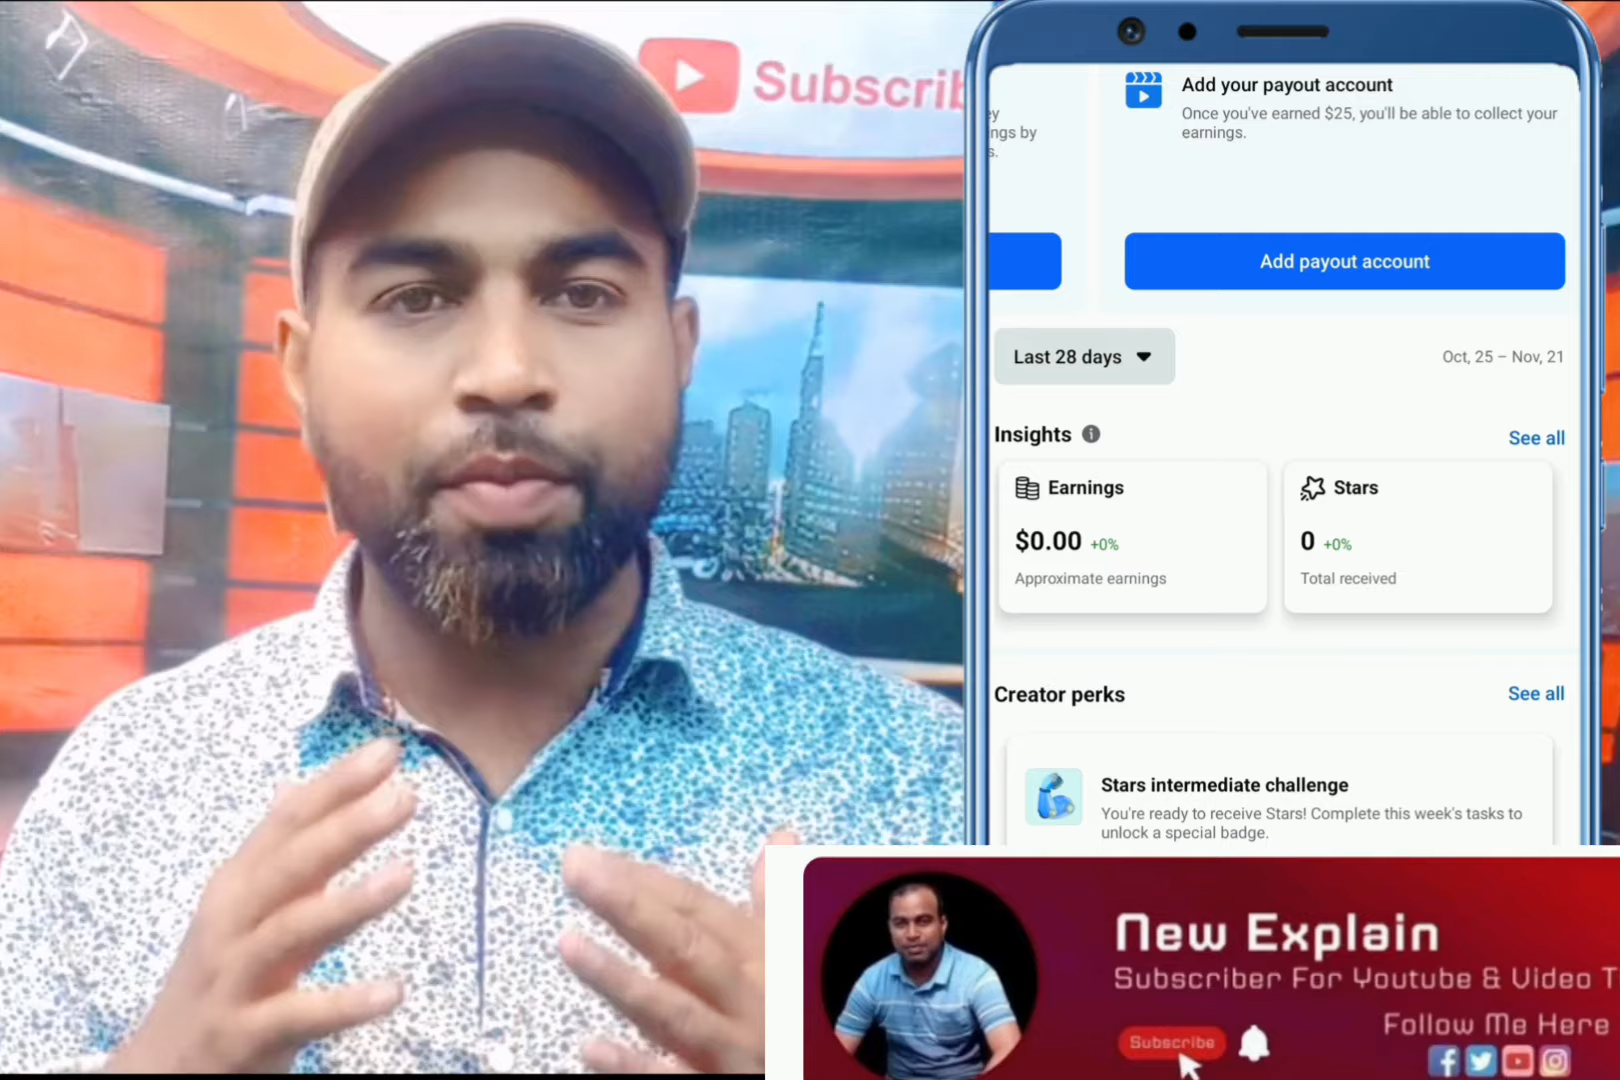 Subscrib
Add your payout account
Once you've earned $25, you'll be able to collect your
earnings.
ey
ngs by
s.
Add payout account
Last 28 days
Oct, 25 – Nov, 21
Insights
See all
Earnings
$0.00 +0%
Approximate earnings
Stars
0 +0%
Total received
Creator perks
See all
Stars intermediate challenge
You're ready to receive Stars! Complete this week's tasks to
unlock a special badge.
New Explain
Subscriber For Youtube & Video T
Follow Me Here
Subscribe